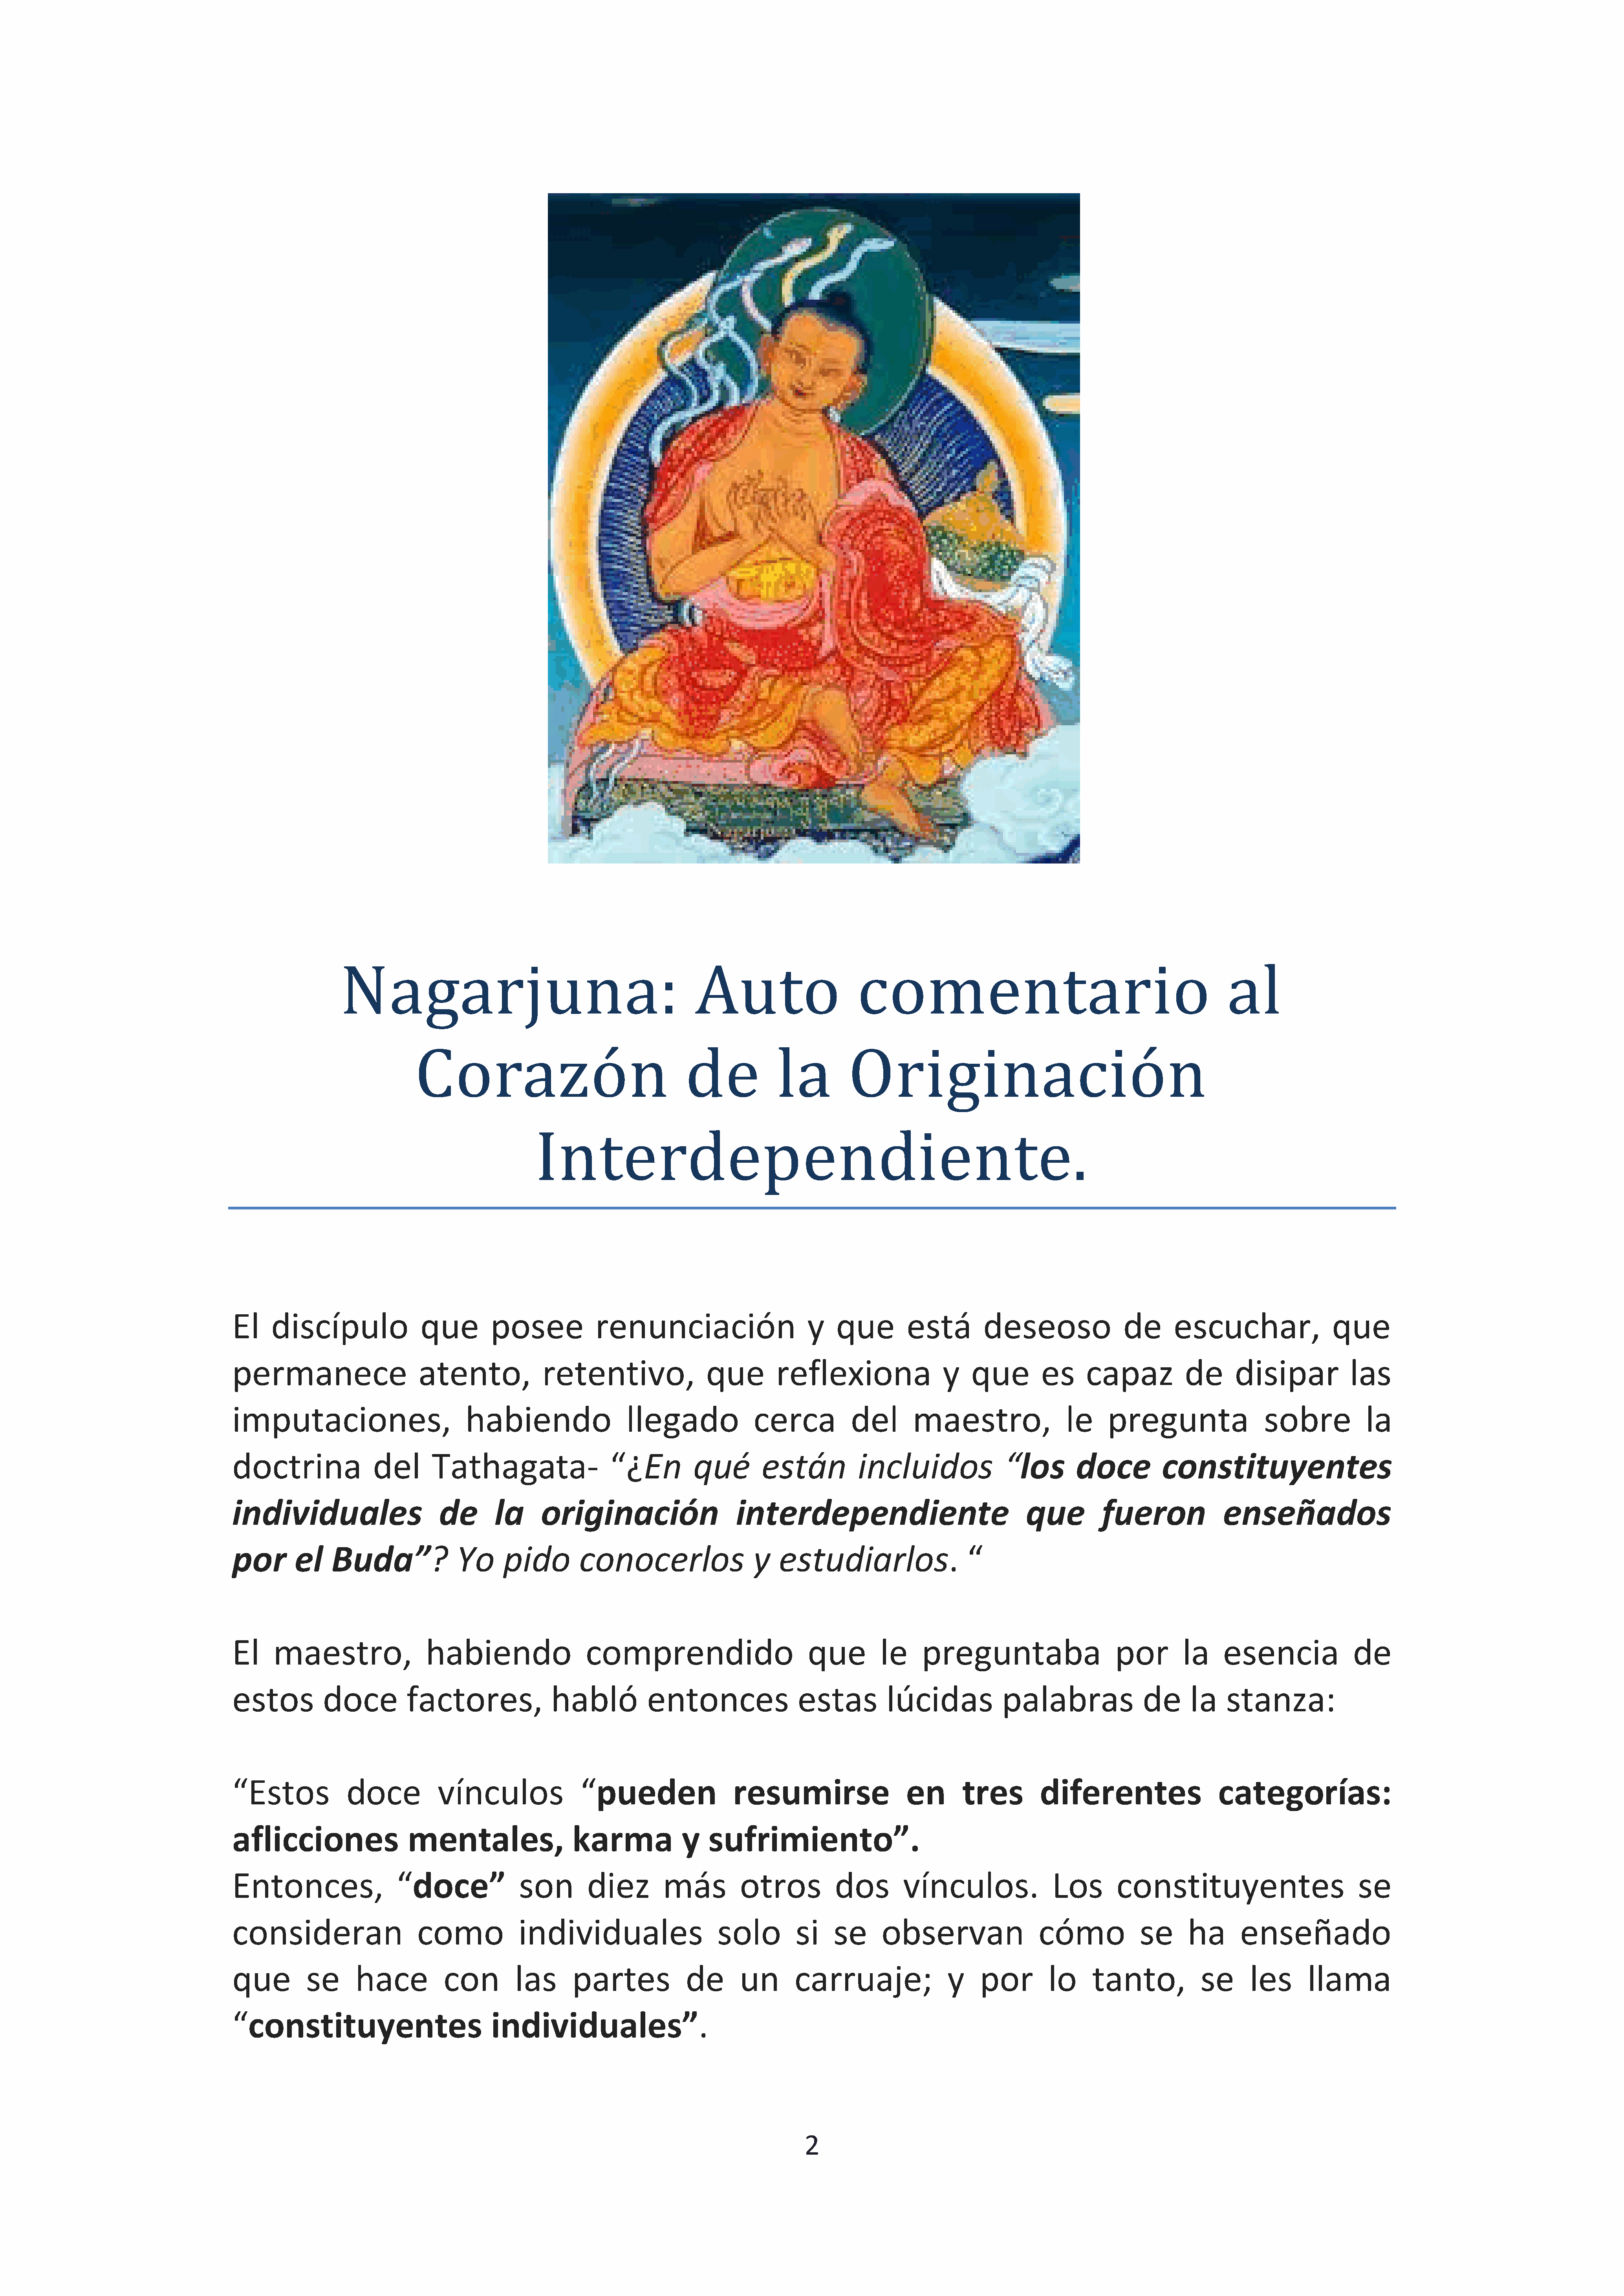 Nagarjuna: Auto comentario al
Corazón de la Originación
Interdependiente.
El discípulo que posee renunciación y que está deseoso de escuchar, que
permanece atento, retentivo, que reflexiona y que es capaz de disipar las
imputaciones, habiendo llegado cerca del maestro, le pregunta sobre la
doctrina del Tathagata- “¿En qué están incluidos “los doce constituyentes
individuales de la originación interdependiente que fueron enseñados
por el Buda”? Yo pido conocerlos y estudiarlos. “
El maestro, habiendo comprendido que le preguntaba por la esencia de
estos doce factores, habló entonces estas lúcidas palabras de la stanza:
“Estos doce vínculos “pueden resumirse en tres diferentes categorías:
aflicciones mentales, karma y sufrimiento”.
Entonces, “doce” son diez más otros dos vínculos. Los constituyentes se
consideran como individuales solo si se observan cómo se ha enseñado
que se hace con las partes de un carruaje; y por lo tanto, se les llama
“constituyentes individuales”.
2